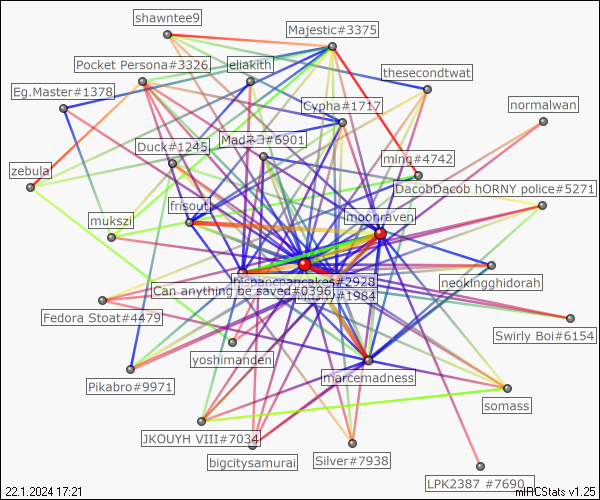 shawntee9
Majestic#3375
Pocket Persona#3326
eliakith
thesecondtwat
Eg.Master#1378
Cypha#1717
normalwan
Duck#1245
Madネコ#6901
zebula
ming#4742
DacobDacob hORNY police#5271
frisout
moonraven
mukszi
hispancpancakes#2928
neokingghidorah
Can anything be saved#0396
#1984
Fedora Stoat#4479
Swirly Boi#6154
yoshimanden
marcemadness
Pikabro#9971
somass
JKOUYH VIII#7034
bigcitysamurai
Silver#7938
LPK2387 #7690
22.1.2024 17:21
mIRCStats v1.25